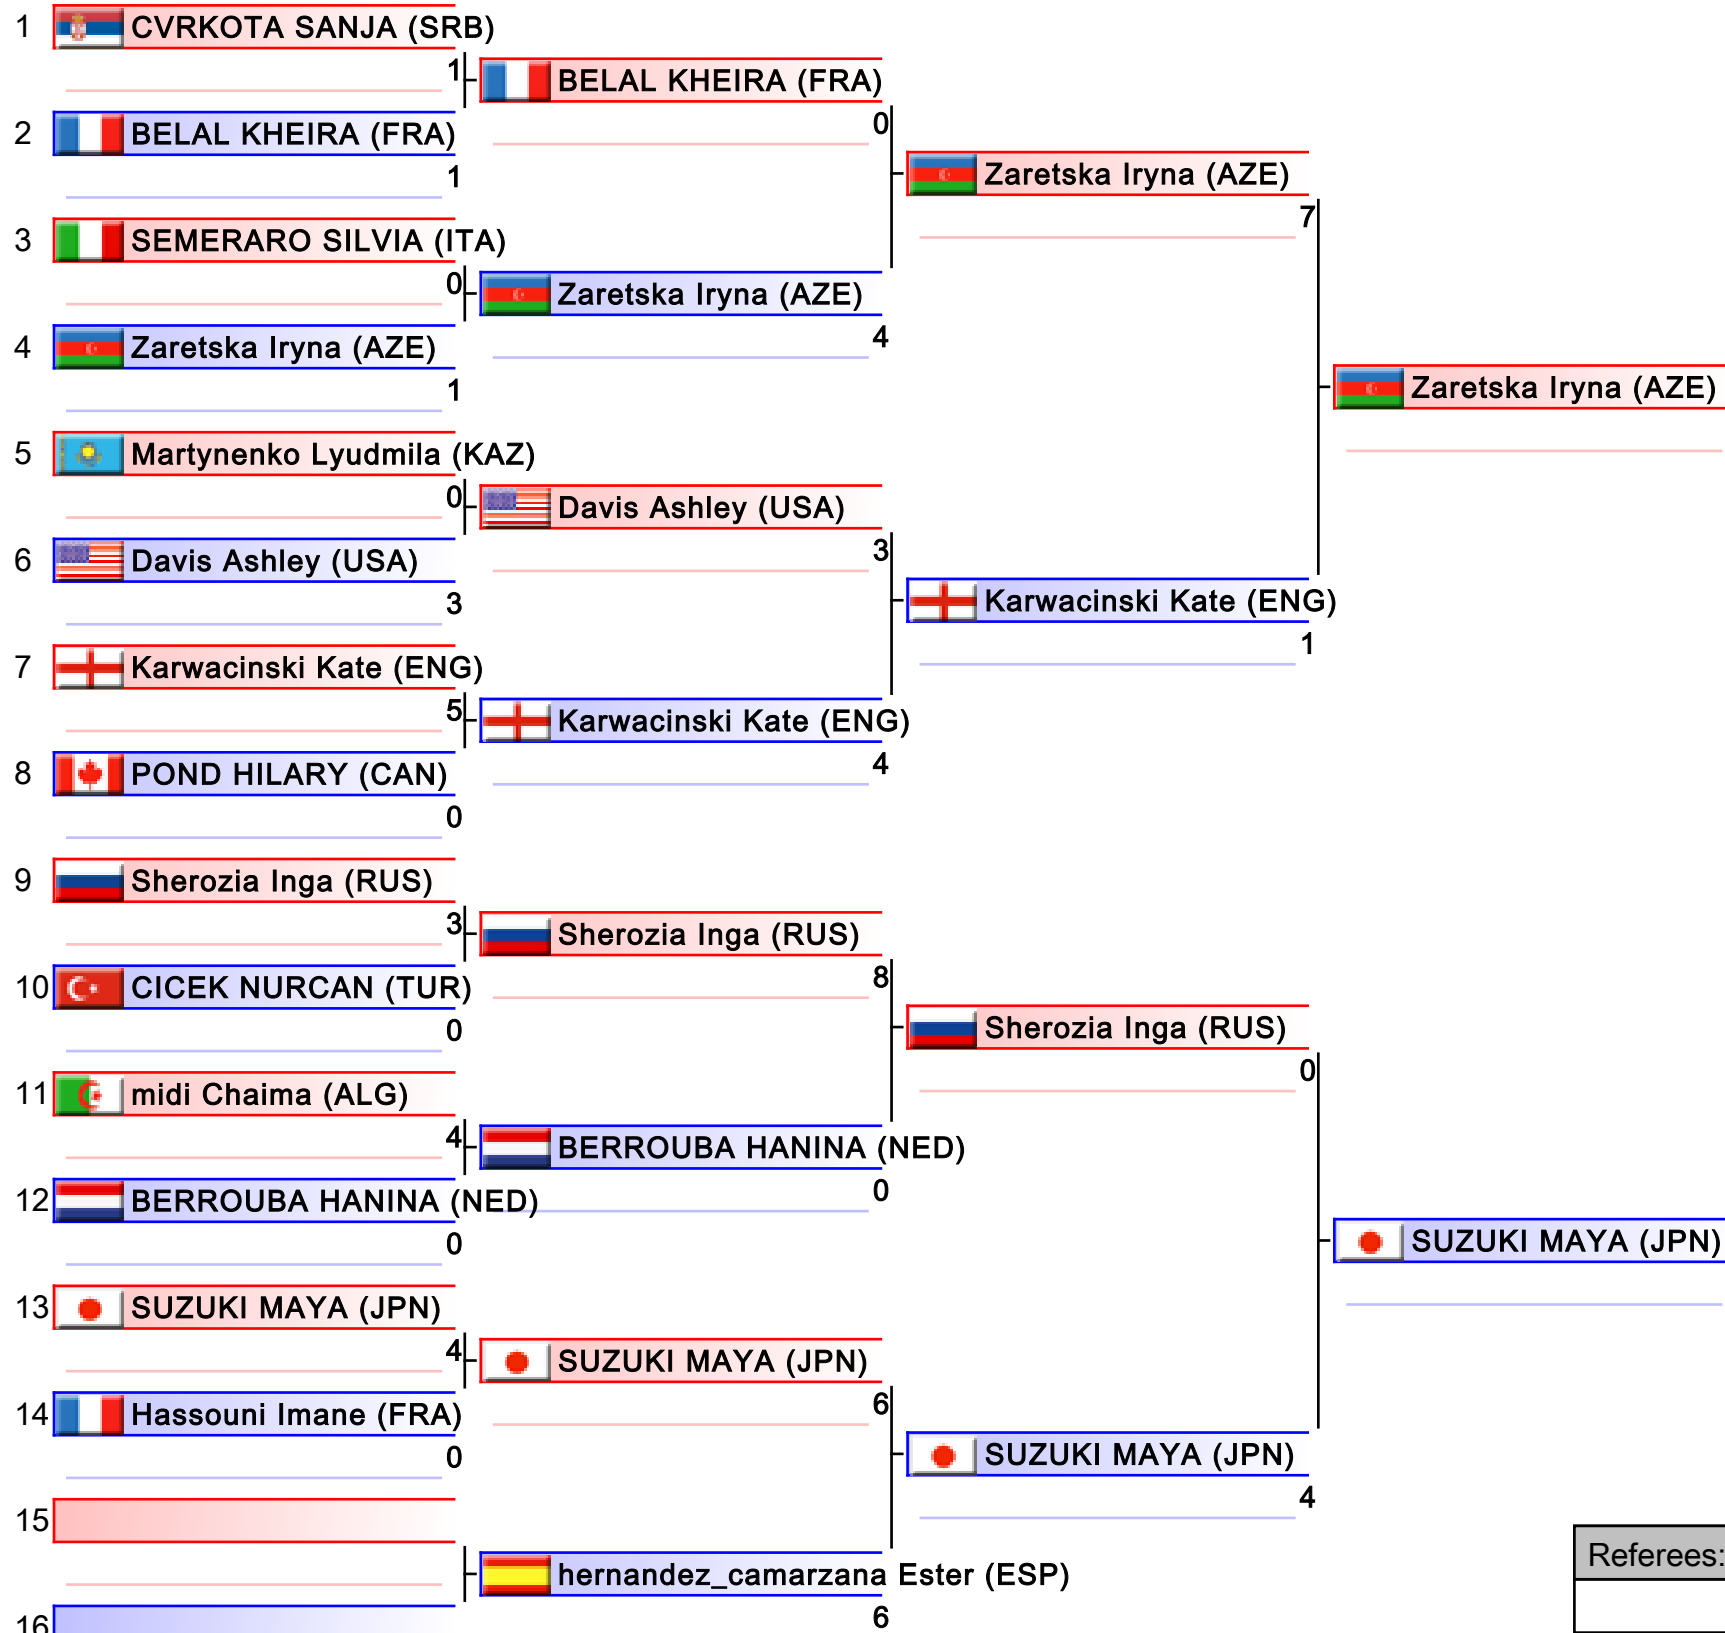 1 CVRKOTA SANJA (SRB)
1
BELAL KHEIRA (FRA)
0
2 BELAL KHEIRA (FRA)
1
Zaretska Iryna (AZE)
7
3 SEMERARO SILVIA (ITA)
0
Zaretska Iryna (AZE)
4
4 Zaretska Iryna (AZE)
1
Zaretska Iryna (AZE)
5 Martynenko Lyudmila (KAZ)
0
Davis Ashley (USA)
3
6 Davis Ashley (USA)
3
Karwacinski Kate (ENG)
1
7 Karwacinski Kate (ENG)
5
Karwacinski Kate (ENG)
4
8 POND HILARY (CAN)
0
9 Sherozia Inga (RUS)
3
Sherozia Inga (RUS)
8
10 CICEK NURCAN (TUR)
0
Sherozia Inga (RUS)
0
11 midi Chaima (ALG)
4
BERROUBA HANINA (NED)
0
12 BERROUBA HANINA (NED)
0
SUZUKI MAYA (JPN)
13 SUZUKI MAYA (JPN)
4
SUZUKI MAYA (JPN)
6
14 Hassouni Imane (FRA)
0
SUZUKI MAYA (JPN)
4
15
hernandez_camarzana Ester (ESP)
6
16
Referees: